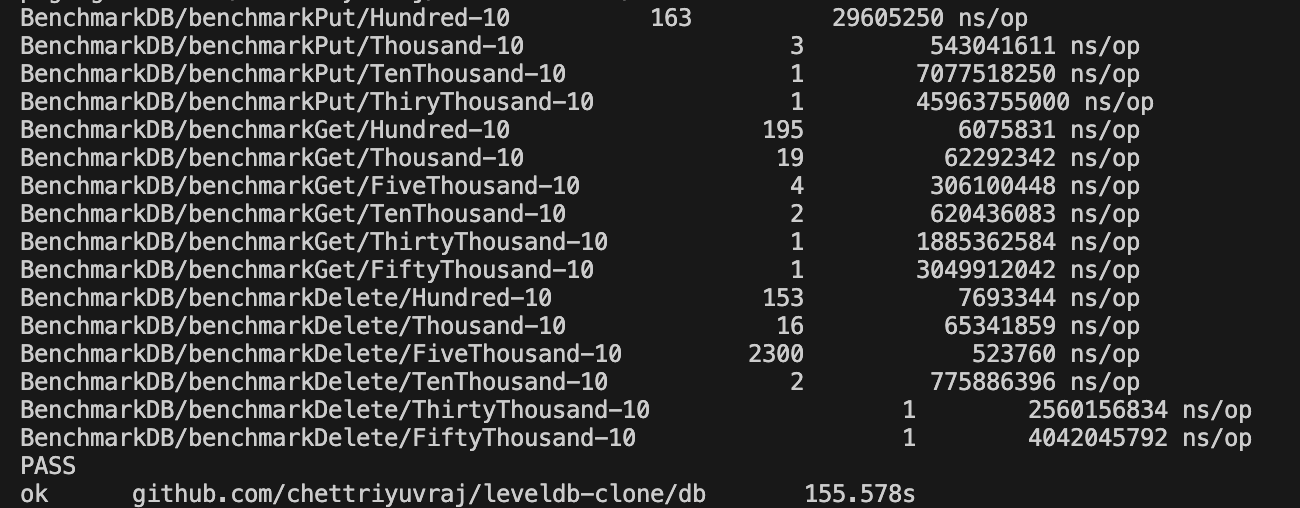 BenchmarkDB/benchmarkPut/Hundred-10 163 29605250 ns/op
BenchmarkDB/benchmarkPut/Thousand-10 3 543041611 ns/op
BenchmarkDB/benchmarkPut/TenThousand-10 1 7077518250 ns/op
BenchmarkDB/benchmarkPut/ThiryThousand-10 1 45963755000 ns/op
BenchmarkDB/benchmarkGet/Hundred-10 195 6075831 ns/op
BenchmarkDB/benchmarkGet/Thousand-10 19 62292342 ns/op
BenchmarkDB/benchmarkGet/FiveThousand-10 4 306100448 ns/op
BenchmarkDB/benchmarkGet/TenThousand-10 2 620436083 ns/op
BenchmarkDB/benchmarkGet/ThirtyThousand-10 1 1885362584 ns/op
BenchmarkDB/benchmarkGet/FiftyThousand-10 1 3049912042 ns/op
BenchmarkDB/benchmarkDelete/Hundred-10 153 7693344 ns/op
BenchmarkDB/benchmarkDelete/Thousand-10 16 65341859 ns/op
BenchmarkDB/benchmarkDelete/FiveThousand-10 2300 523760 ns/op
BenchmarkDB/benchmarkDelete/TenThousand-10 2 775886396 ns/op
BenchmarkDB/benchmarkDelete/ThirtyThousand-10 1 2560156834 ns/op
BenchmarkDB/benchmarkDelete/FiftyThousand-10 1 4042045792 ns/op
PASS
ok github.com/chettriyuvraj/leveldb-clone/db 155.578s